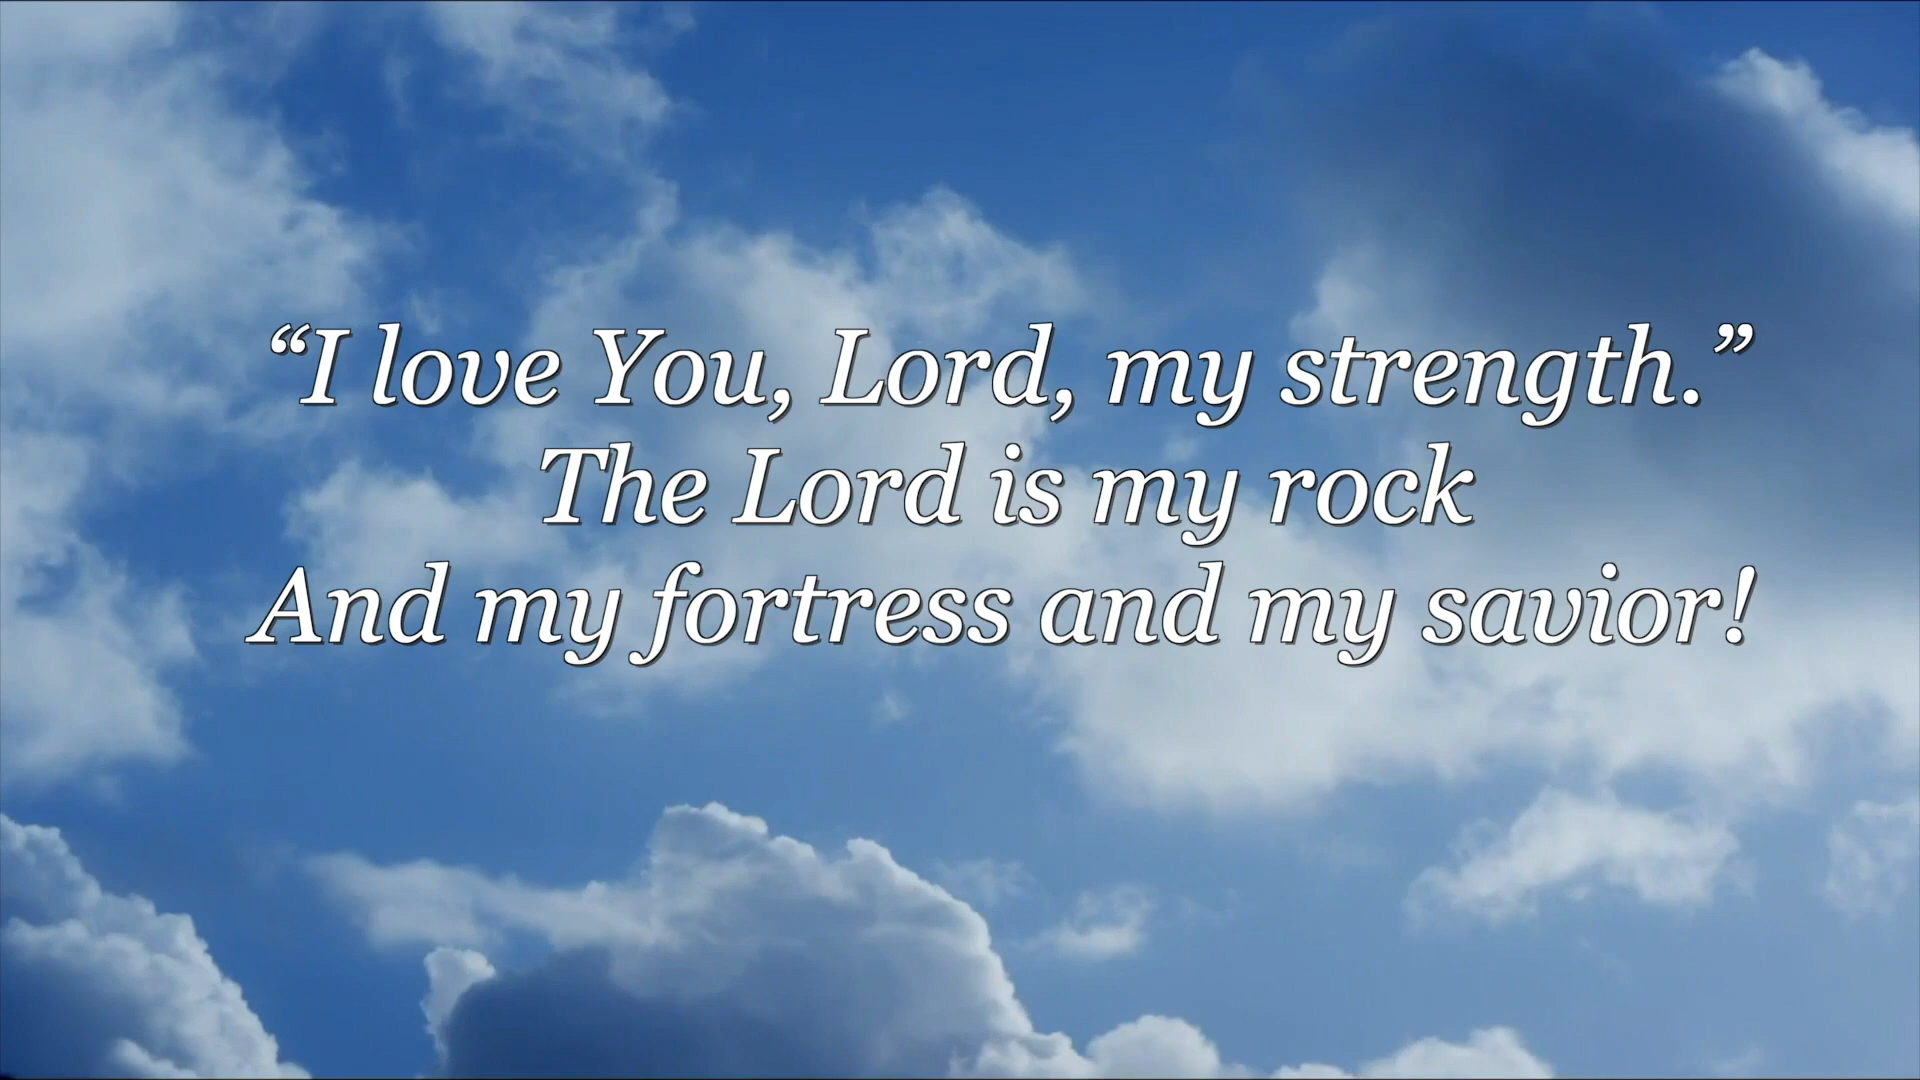 “I love You, Lord, my strength.”
The Lord is my rock
And my fortress and my savior!